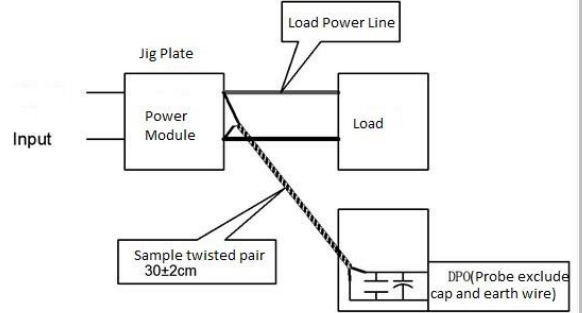 Load Power Line
Jig Plate
Input
Power
Module
Load
Sample twisted pair
30±2cm
DPO(Probe exclude
cap and earth wire)